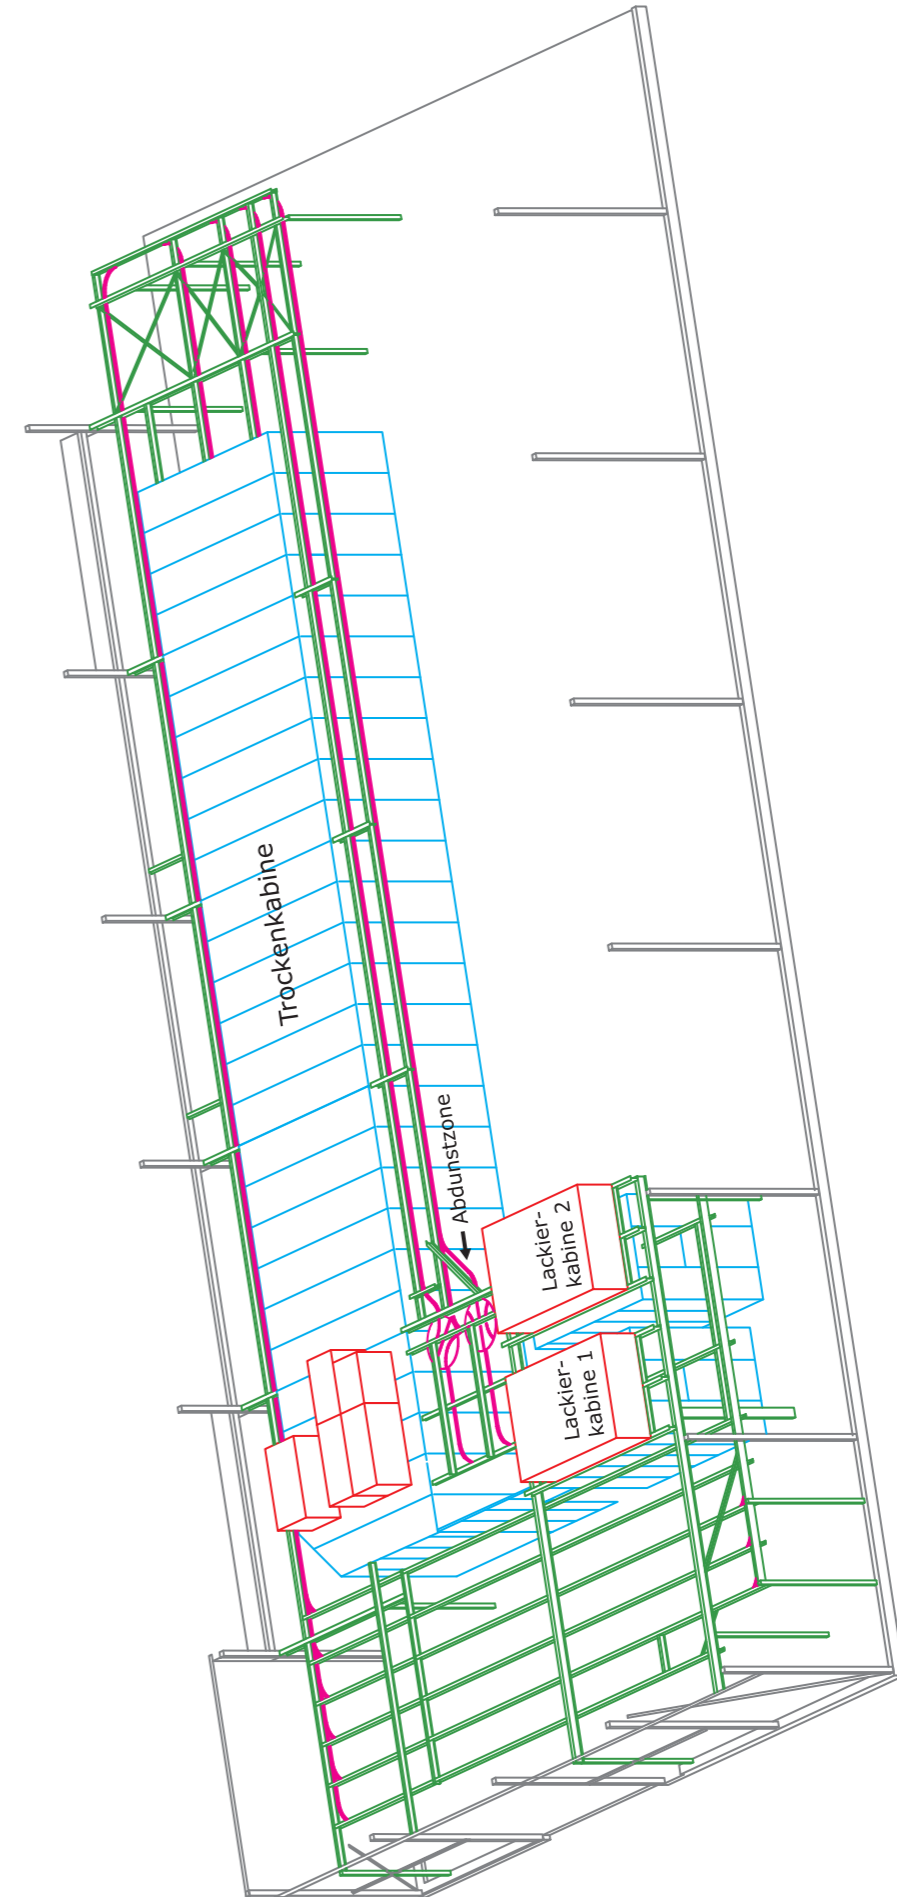 Trockenkabine
Abdunstzone
Lackier-
kabine 2
Lackier-
kabine 1